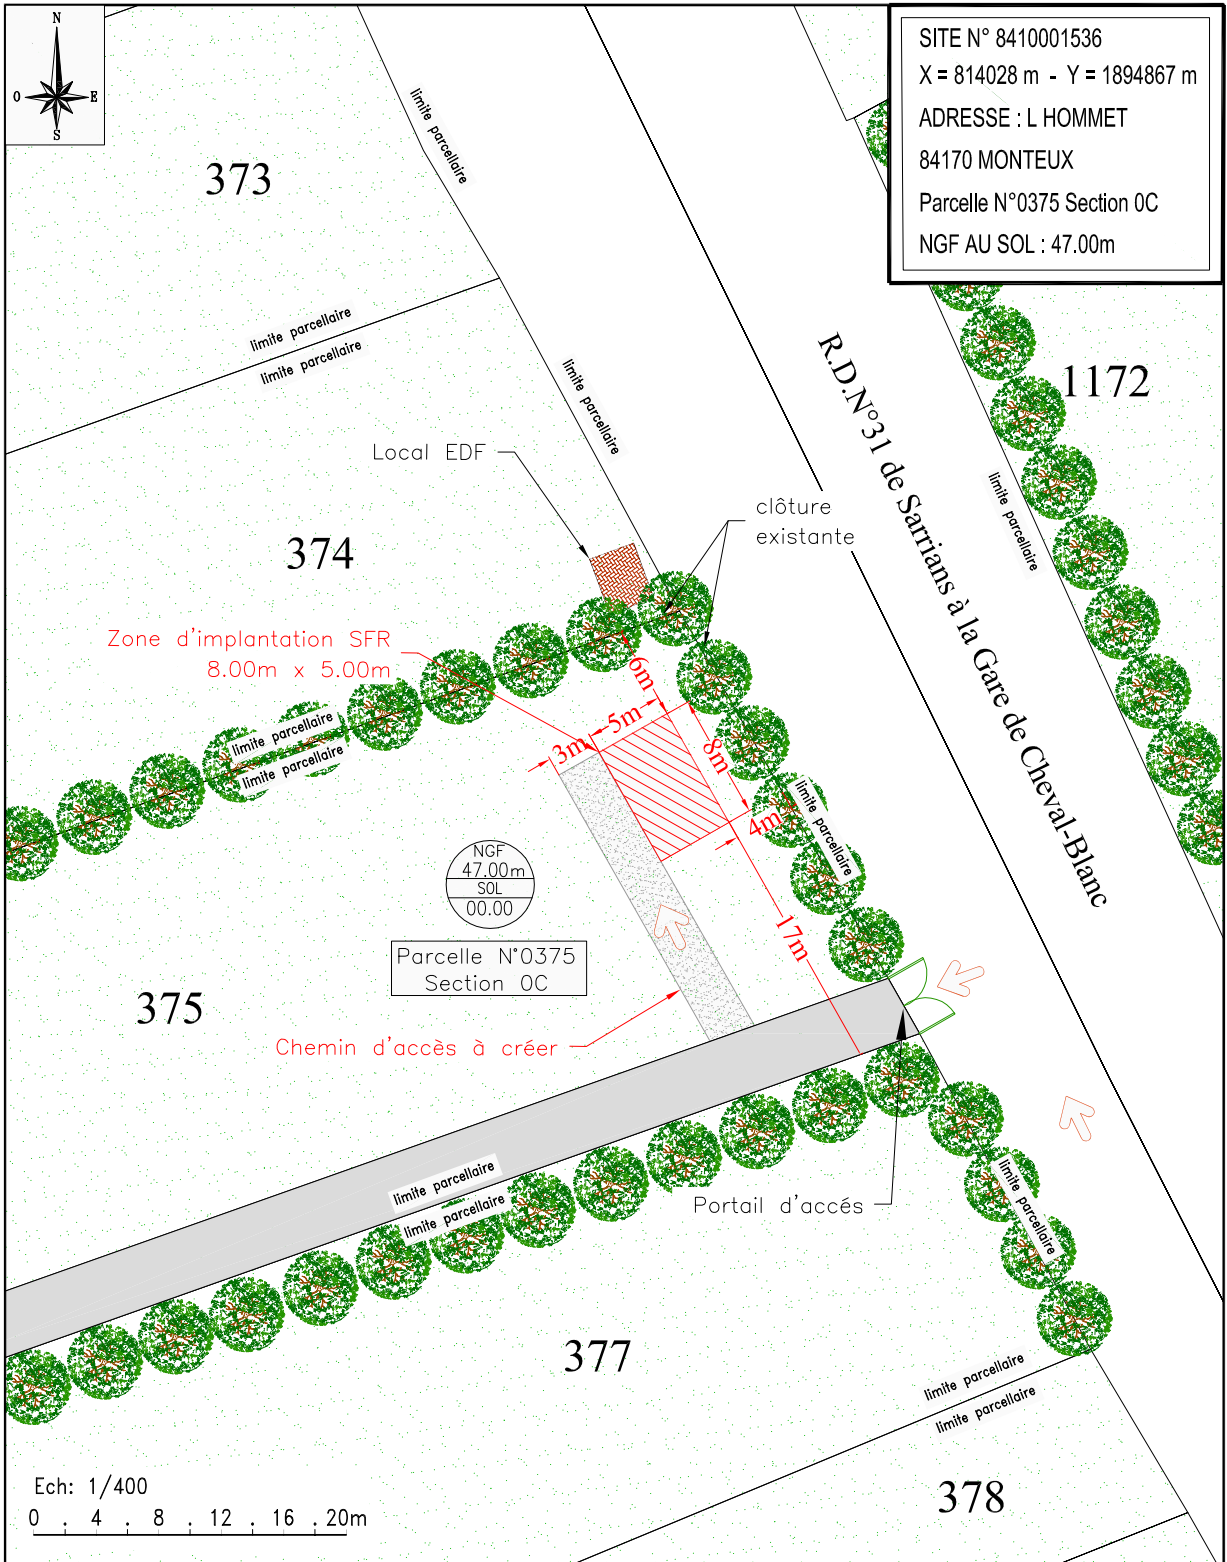 N
O
E
S
SITE N° 8410001536
X = 814028 m - Y = 1894867 m
ADRESSE : L HOMMET
84170 MONTEUX
Parcelle N°0375 Section 0C
NGF AU SOL : 47.00m
limite parcellaire
373
limite parcellaire
limite parcellaire
limite parcellaire
R.D.N°31 de Sarrians à la Gare de Cheval-Blanc
1172
limite parcellaire
Local EDF
clôture
existante
374
Zone d'implantation SFR
8.00m x 5.00m
6m
5m
3m
8m
4m
17m
limite parcellaire
limite parcellaire
limite parcellaire
NGF
47.00m
SOL
00.00
Parcelle N°0375
Section 0C
375
Chemin d'accès à créer
limite parcellaire
limite parcellaire
Portail d'accés
limite parcellaire
377
limite parcellaire
limite parcellaire
378
Ech: 1/400
0 . 4 . 8 . 12 . 16 . 20m